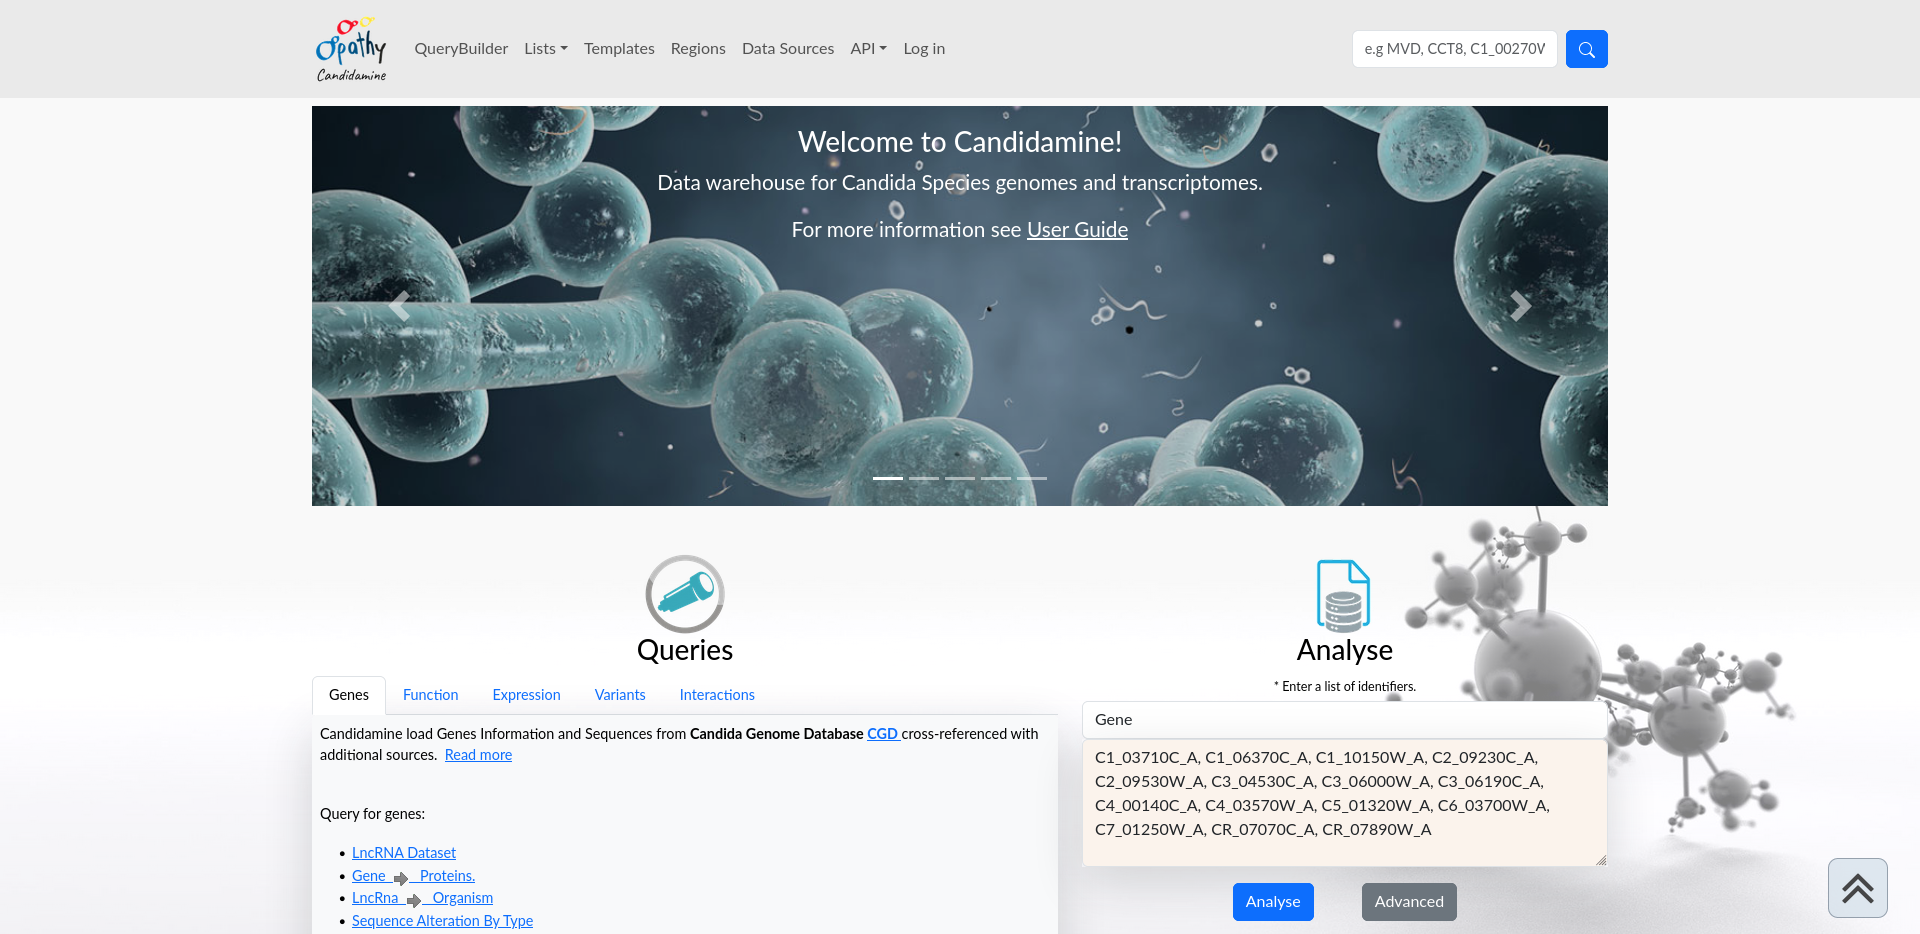 Opathy
Candidamine
QueryBuilder Lists Templates Regions Data Sources API Log in
e.g MVD, CCT8, C1_00270W
Welcome to Candidamine!
Data warehouse for Candida Species genomes and transcriptomes.
For more information see User Guide
Queries
Genes Function Expression Variants Interactions
Candidamine load Genes Information and Sequences from Candida Genome Database CGD cross-referenced with
additional sources. Read more
Query for genes:
LncRNA Dataset
Gene Proteins.
LncRna Organism
Sequence Alteration By Type
Analyse
* Enter a list of identifiers.
Gene
C1_03710C_A, C1_06370C_A, C1_10150W_A, C2_09230C_A,
C2_09530W_A, C3_04530C_A, C3_06000W_A, C3_06190C_A,
C4_00140C_A, C4_03570W_A, C5_01320W_A, C6_03700W_A,
C7_01250W_A, CR_07070C_A, CR_07890W_A
Analyse Advanced